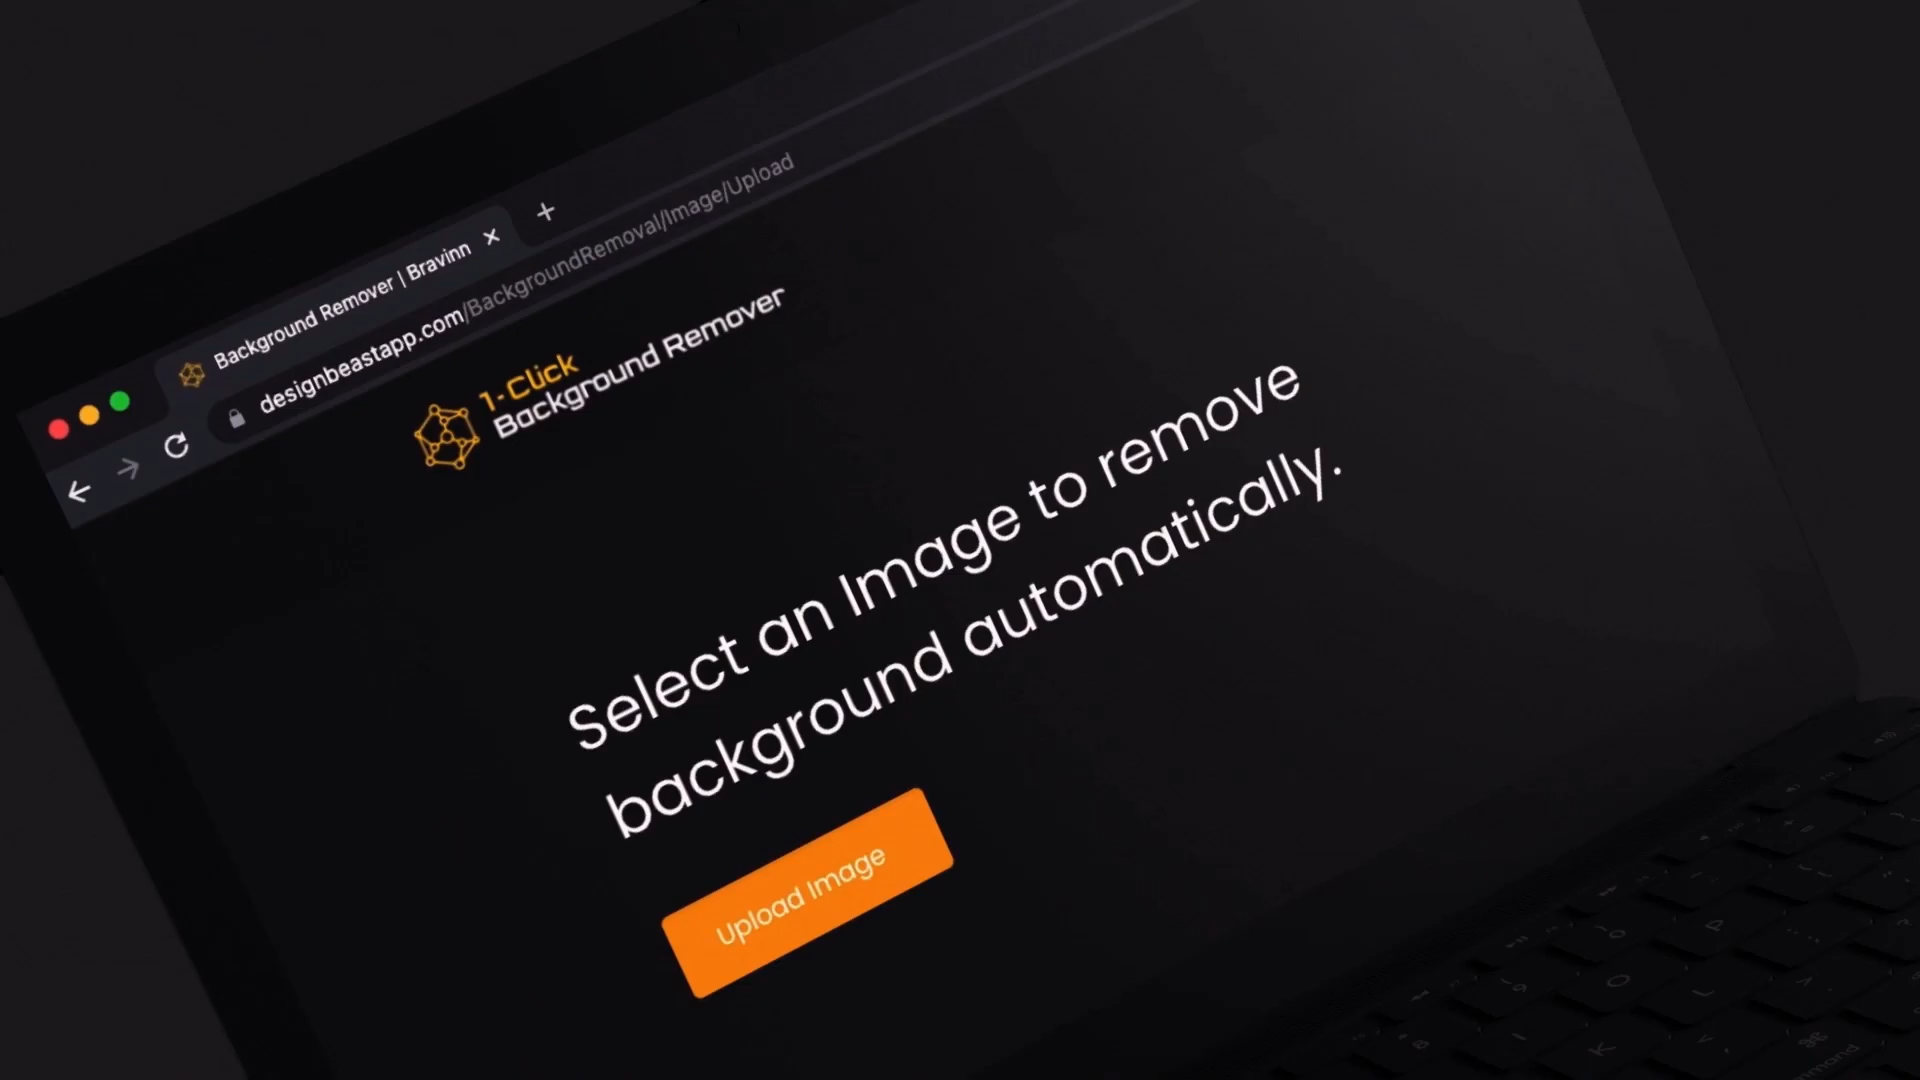 Background Remover | Bravinn
designbeastapp.com/BackgroundRemoval/Image/Upload
1-Click
Background Remover
Select an Image to remove
background automatically.
Upload Image